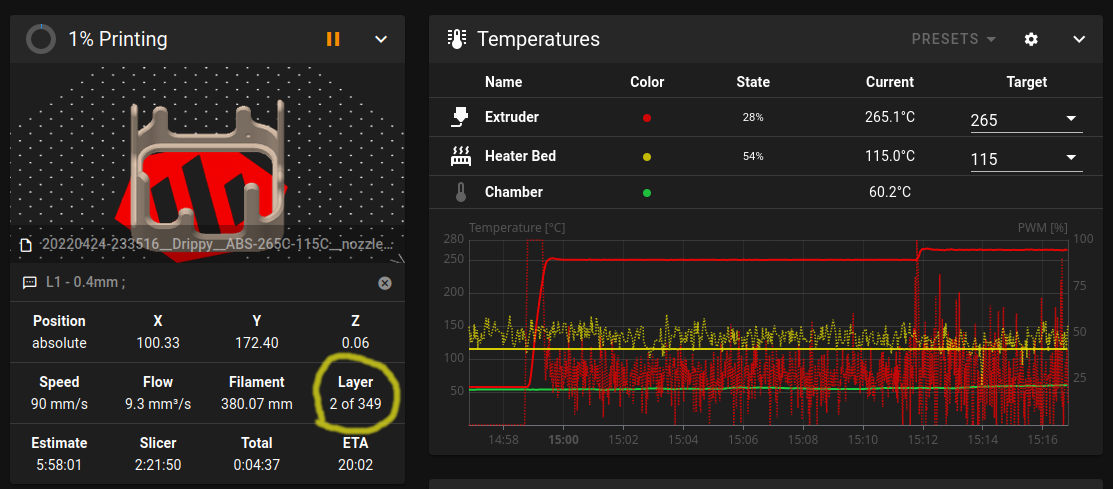 1% Printing
20220424-233516__Drippy__ABS-265C-115C__nozzle...
L1 - 0.4mm ;
Position X Y Z
absolute 100.33 172.40 0.06
Speed Flow Filament Layer
90 mm/s 9.3 mm³/s 380.07 mm 2 of 349
Estimate Slicer Total ETA
5:58:01 2:21:50 0:04:37 20:02
Temperatures PRESETS
Name Color State Current Target
Extruder 28% 265.1°C 265
Heater Bed 54% 115.0°C 115
Chamber 60.2°C
Temperature [°C] PWM [%]
280 100
250
75
200
150 50
100
50 25
14:58 15:00 15:02 15:04 15:06 15:08 15:10 15:12 15:14 15:16